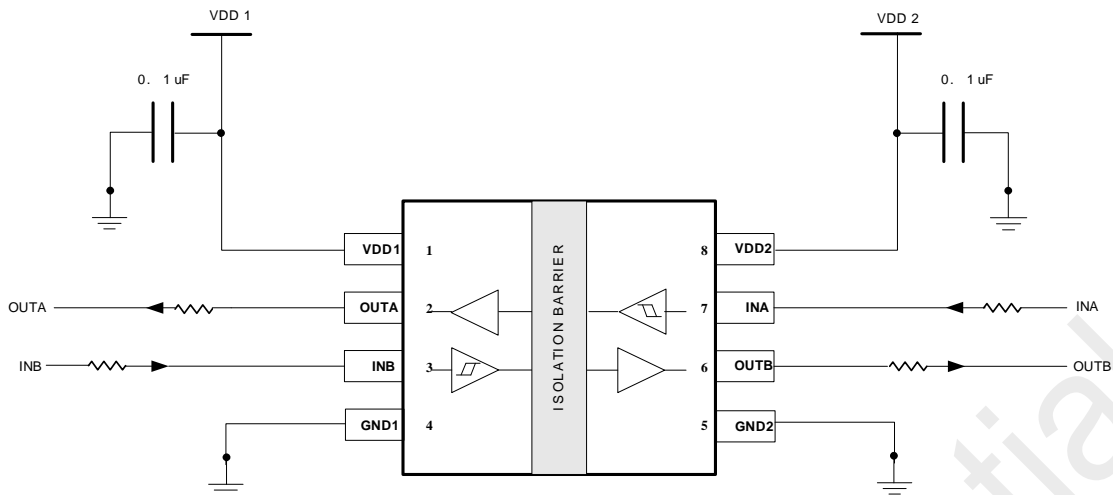 VDD 1
VDD 2
0. 1 uF
0. 1 uF
VDD1 1
8 VDD2
OUTA
OUTA 2
7 INA
INA
INB
INB 3
6 OUTB
OUTB
GND1 4
5 GND2
ISOLATION BARRIER
tial